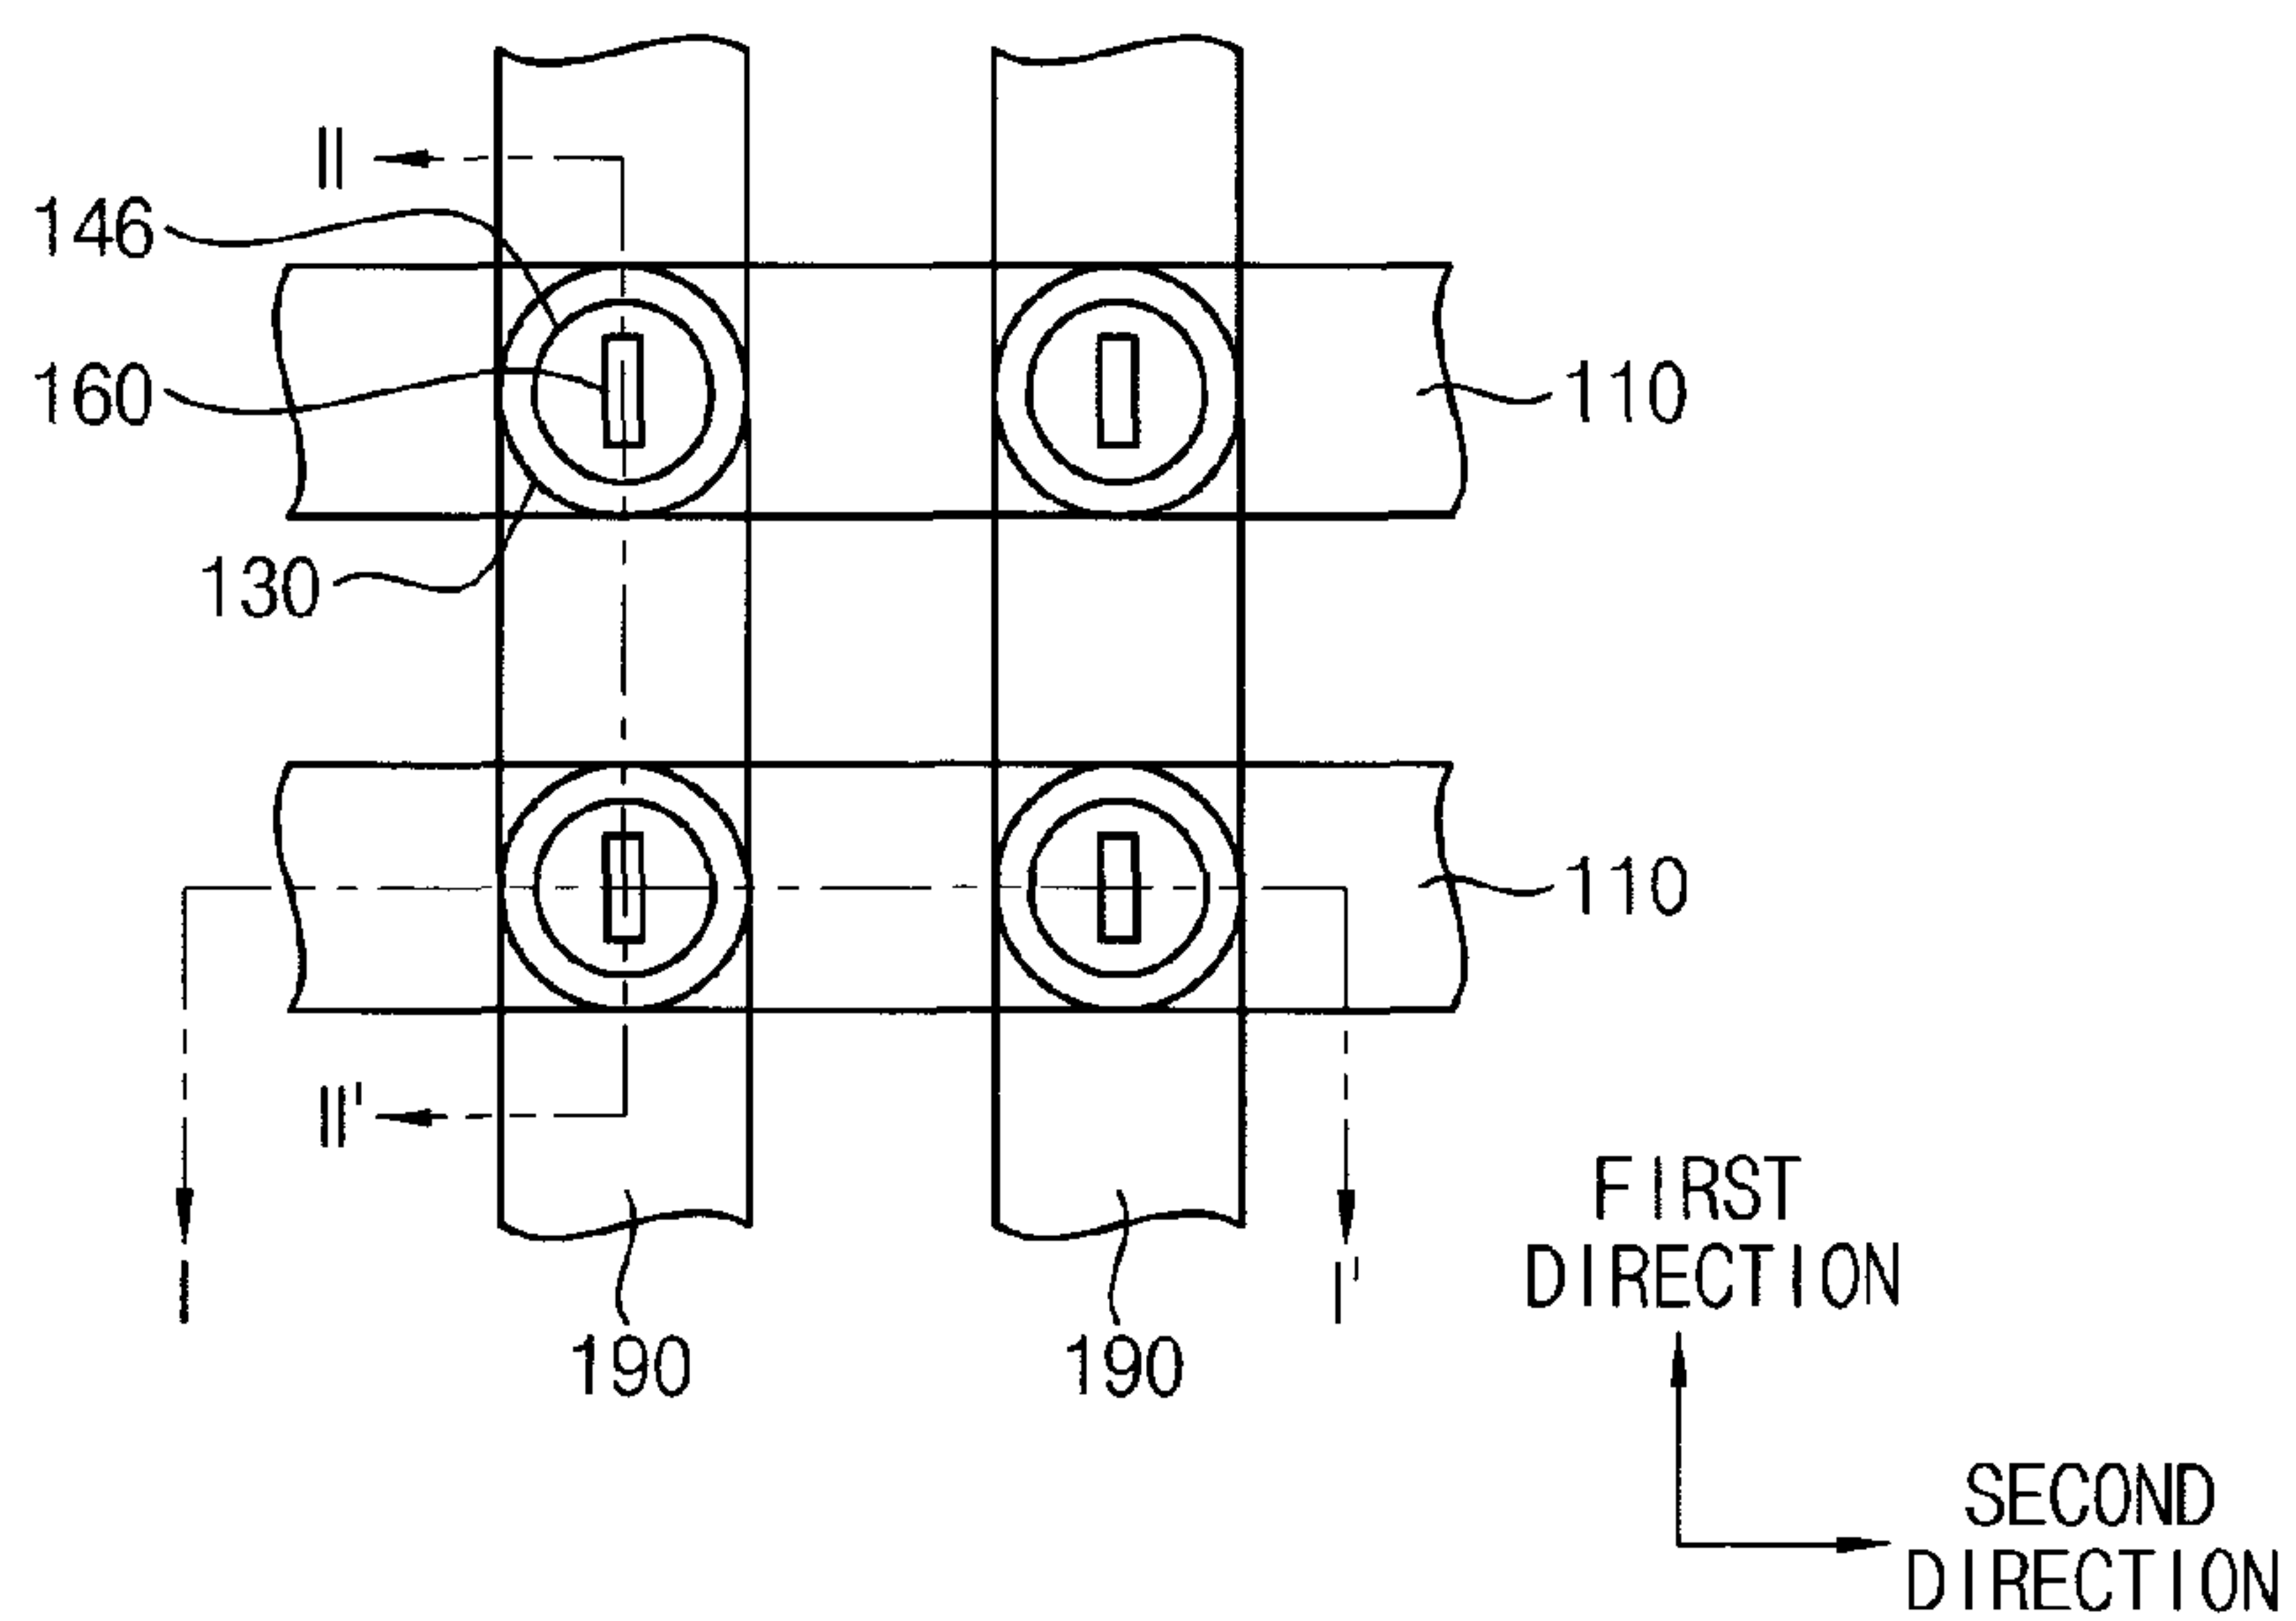 II
146
160
110
130
110
II'
I
I'
190
190
FIRST
DIRECTION
SECOND
DIRECTION